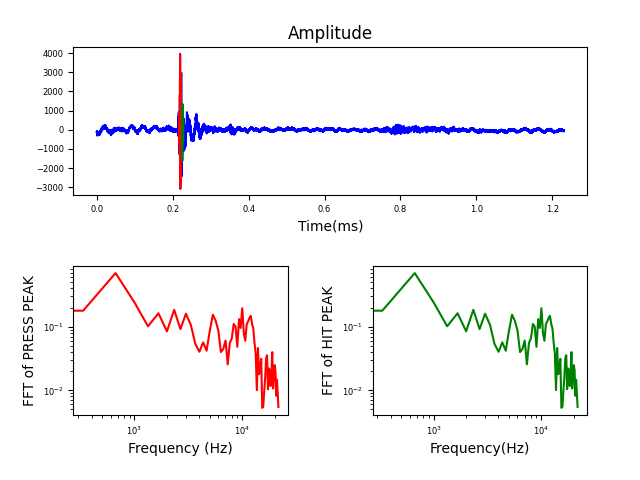 Amplitude
4000
3000
2000
1000
0
−1000
−2000
−3000
0.0 0.2 0.4 0.6 0.8 1.0 1.2
Time(ms)
FFT of PRESS PEAK
10⁻¹
10⁻²
10³ 10⁴
Frequency (Hz)
FFT of HIT PEAK
10⁻¹
10⁻²
10³ 10⁴
Frequency(Hz)